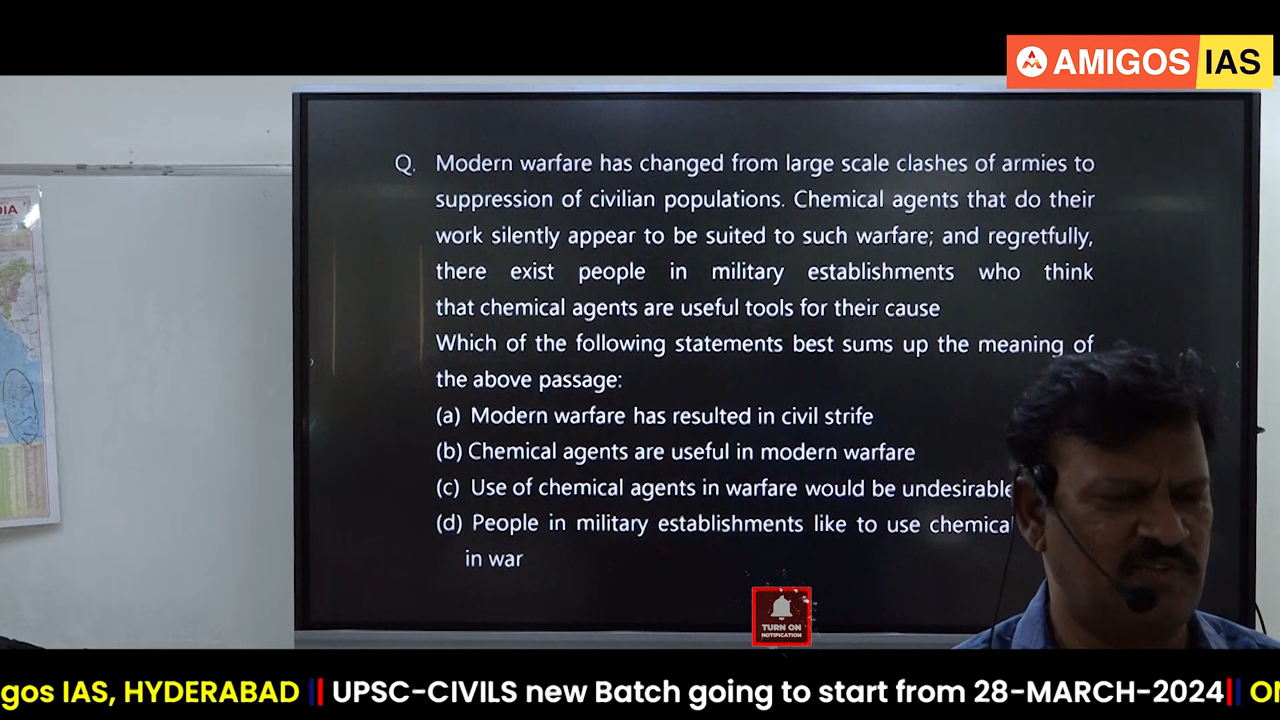 AMIGOS IAS
DIA
Q. Modern warfare has changed from large scale clashes of armies to
suppression of civilian populations. Chemical agents that do their
work silently appear to be suited to such warfare; and regretfully,
there exist people in military establishments who think
that chemical agents are useful tools for their cause
Which of the following statements best sums up the meaning of
the above passage:
(a) Modern warfare has resulted in civil strife
(b) Chemical agents are useful in modern warfare
(c) Use of chemical agents in warfare would be undesirable
(d) People in military establishments like to use chemical
in war
TURN ON
NOTIFICATION
gos IAS, HYDERABAD || UPSC-CIVILS new Batch going to start from 28-MARCH-2024|| ON